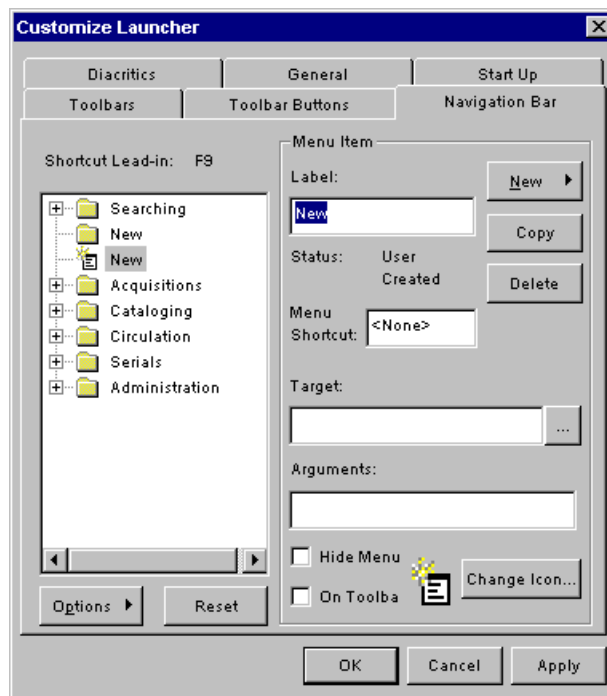 Customize Launcher
Diacritics
General
Start Up
Toolbars
Toolbar Buttons
Navigation Bar
Shortcut Lead-in: F9
Searching
New
New
Acquisitions
Cataloging
Circulation
Serials
Administration
Options
Reset
Menu Item
Label:
New
New
Copy
Status: User
Created
Delete
Menu
Shortcut: <None>
Target:
...
Arguments:
Hide Menu
On Toolba
Change Icon...
OK
Cancel
Apply